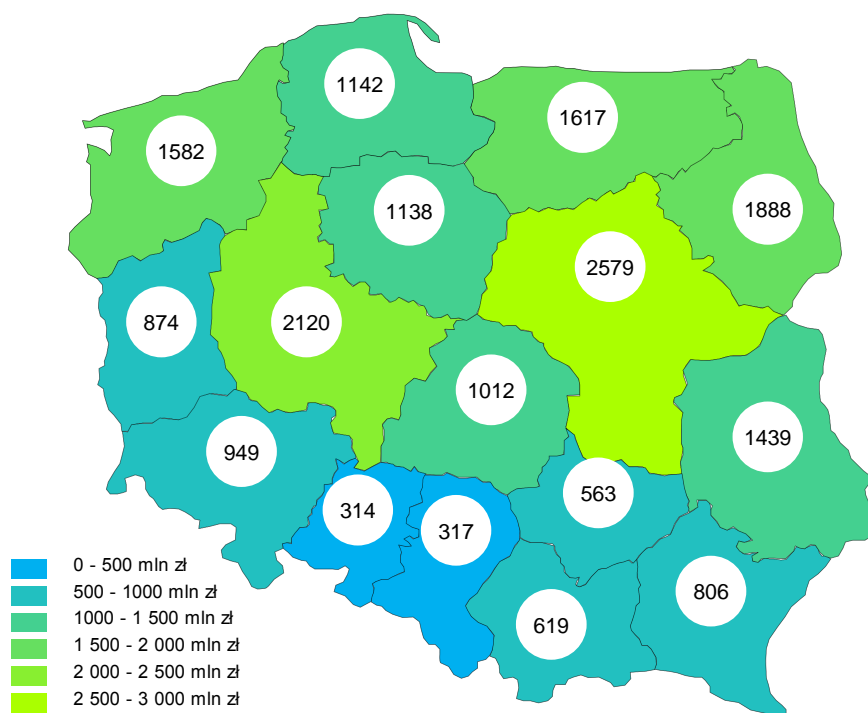 1142
1617
1582
1138
1888
2579
874
2120
1012
1439
949
563
314
317
806
619
0 - 500 mln zł
500 - 1000 mln zł
1000 - 1 500 mln zł
1 500 - 2 000 mln zł
2 000 - 2 500 mln zł
2 500 - 3 000 mln zł